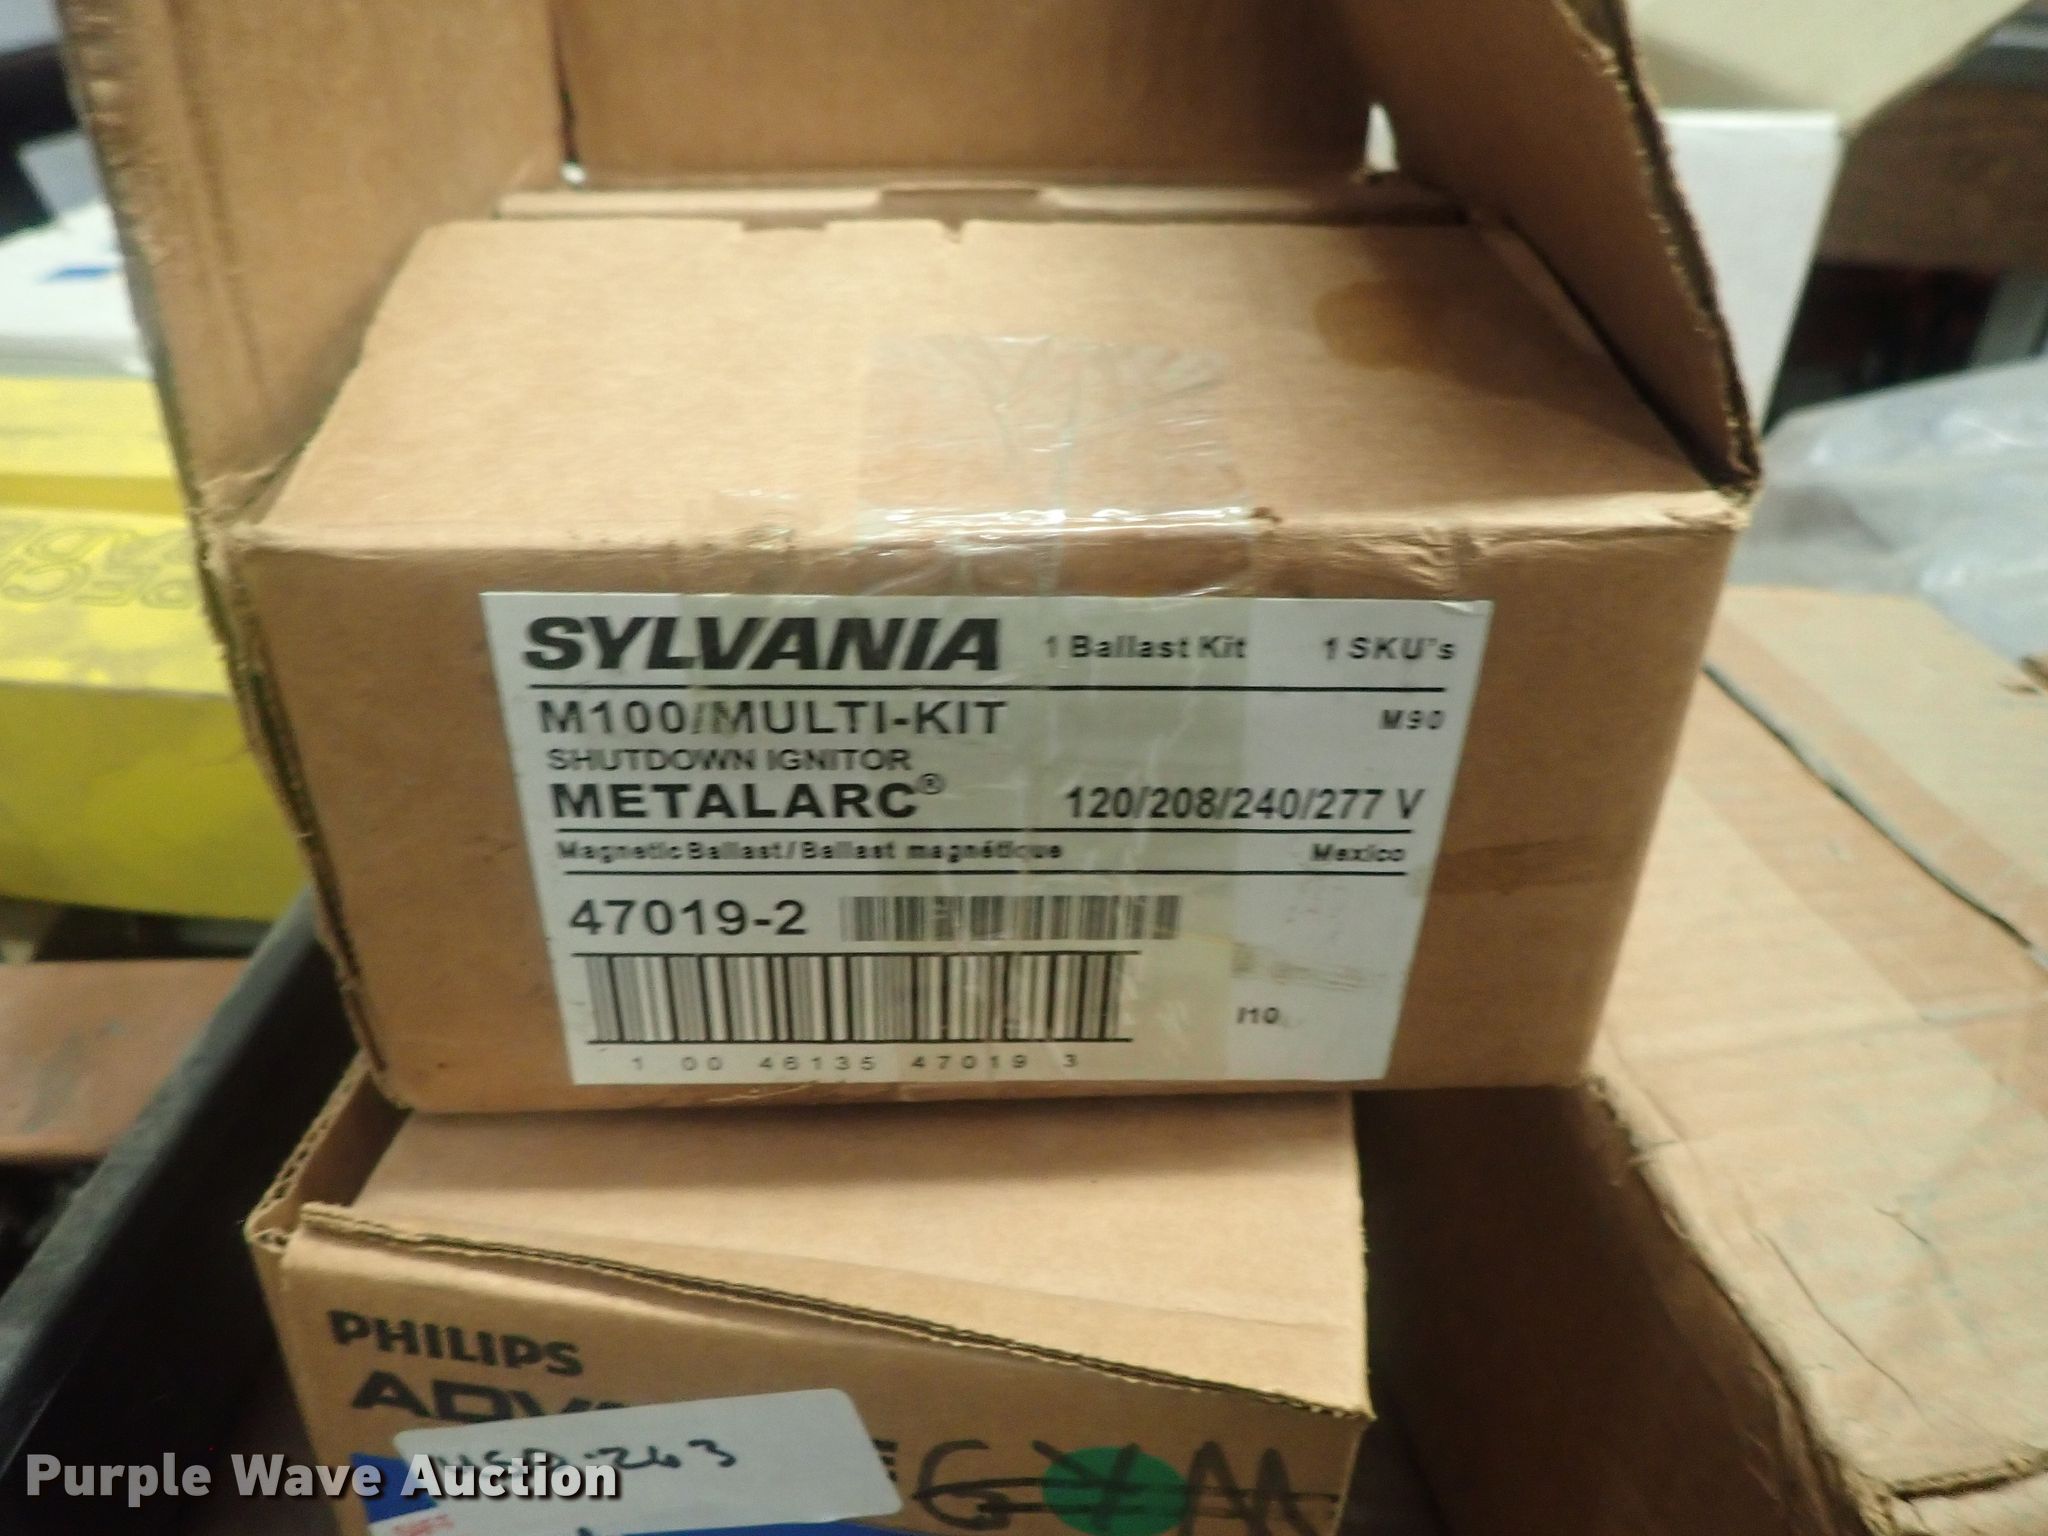 SYLVANIA 1 Ballast Kit 1 SKU's
M100/MULTI-KIT M90
SHUTDOWN IGNITOR
METALARC® 120/208/240/277 V
Magnetic Ballast / Ballast magnétique Mexico
47019-2
I10
1 00 46135 47019 3
PHILIPS
GYM
Purple Wave Auction